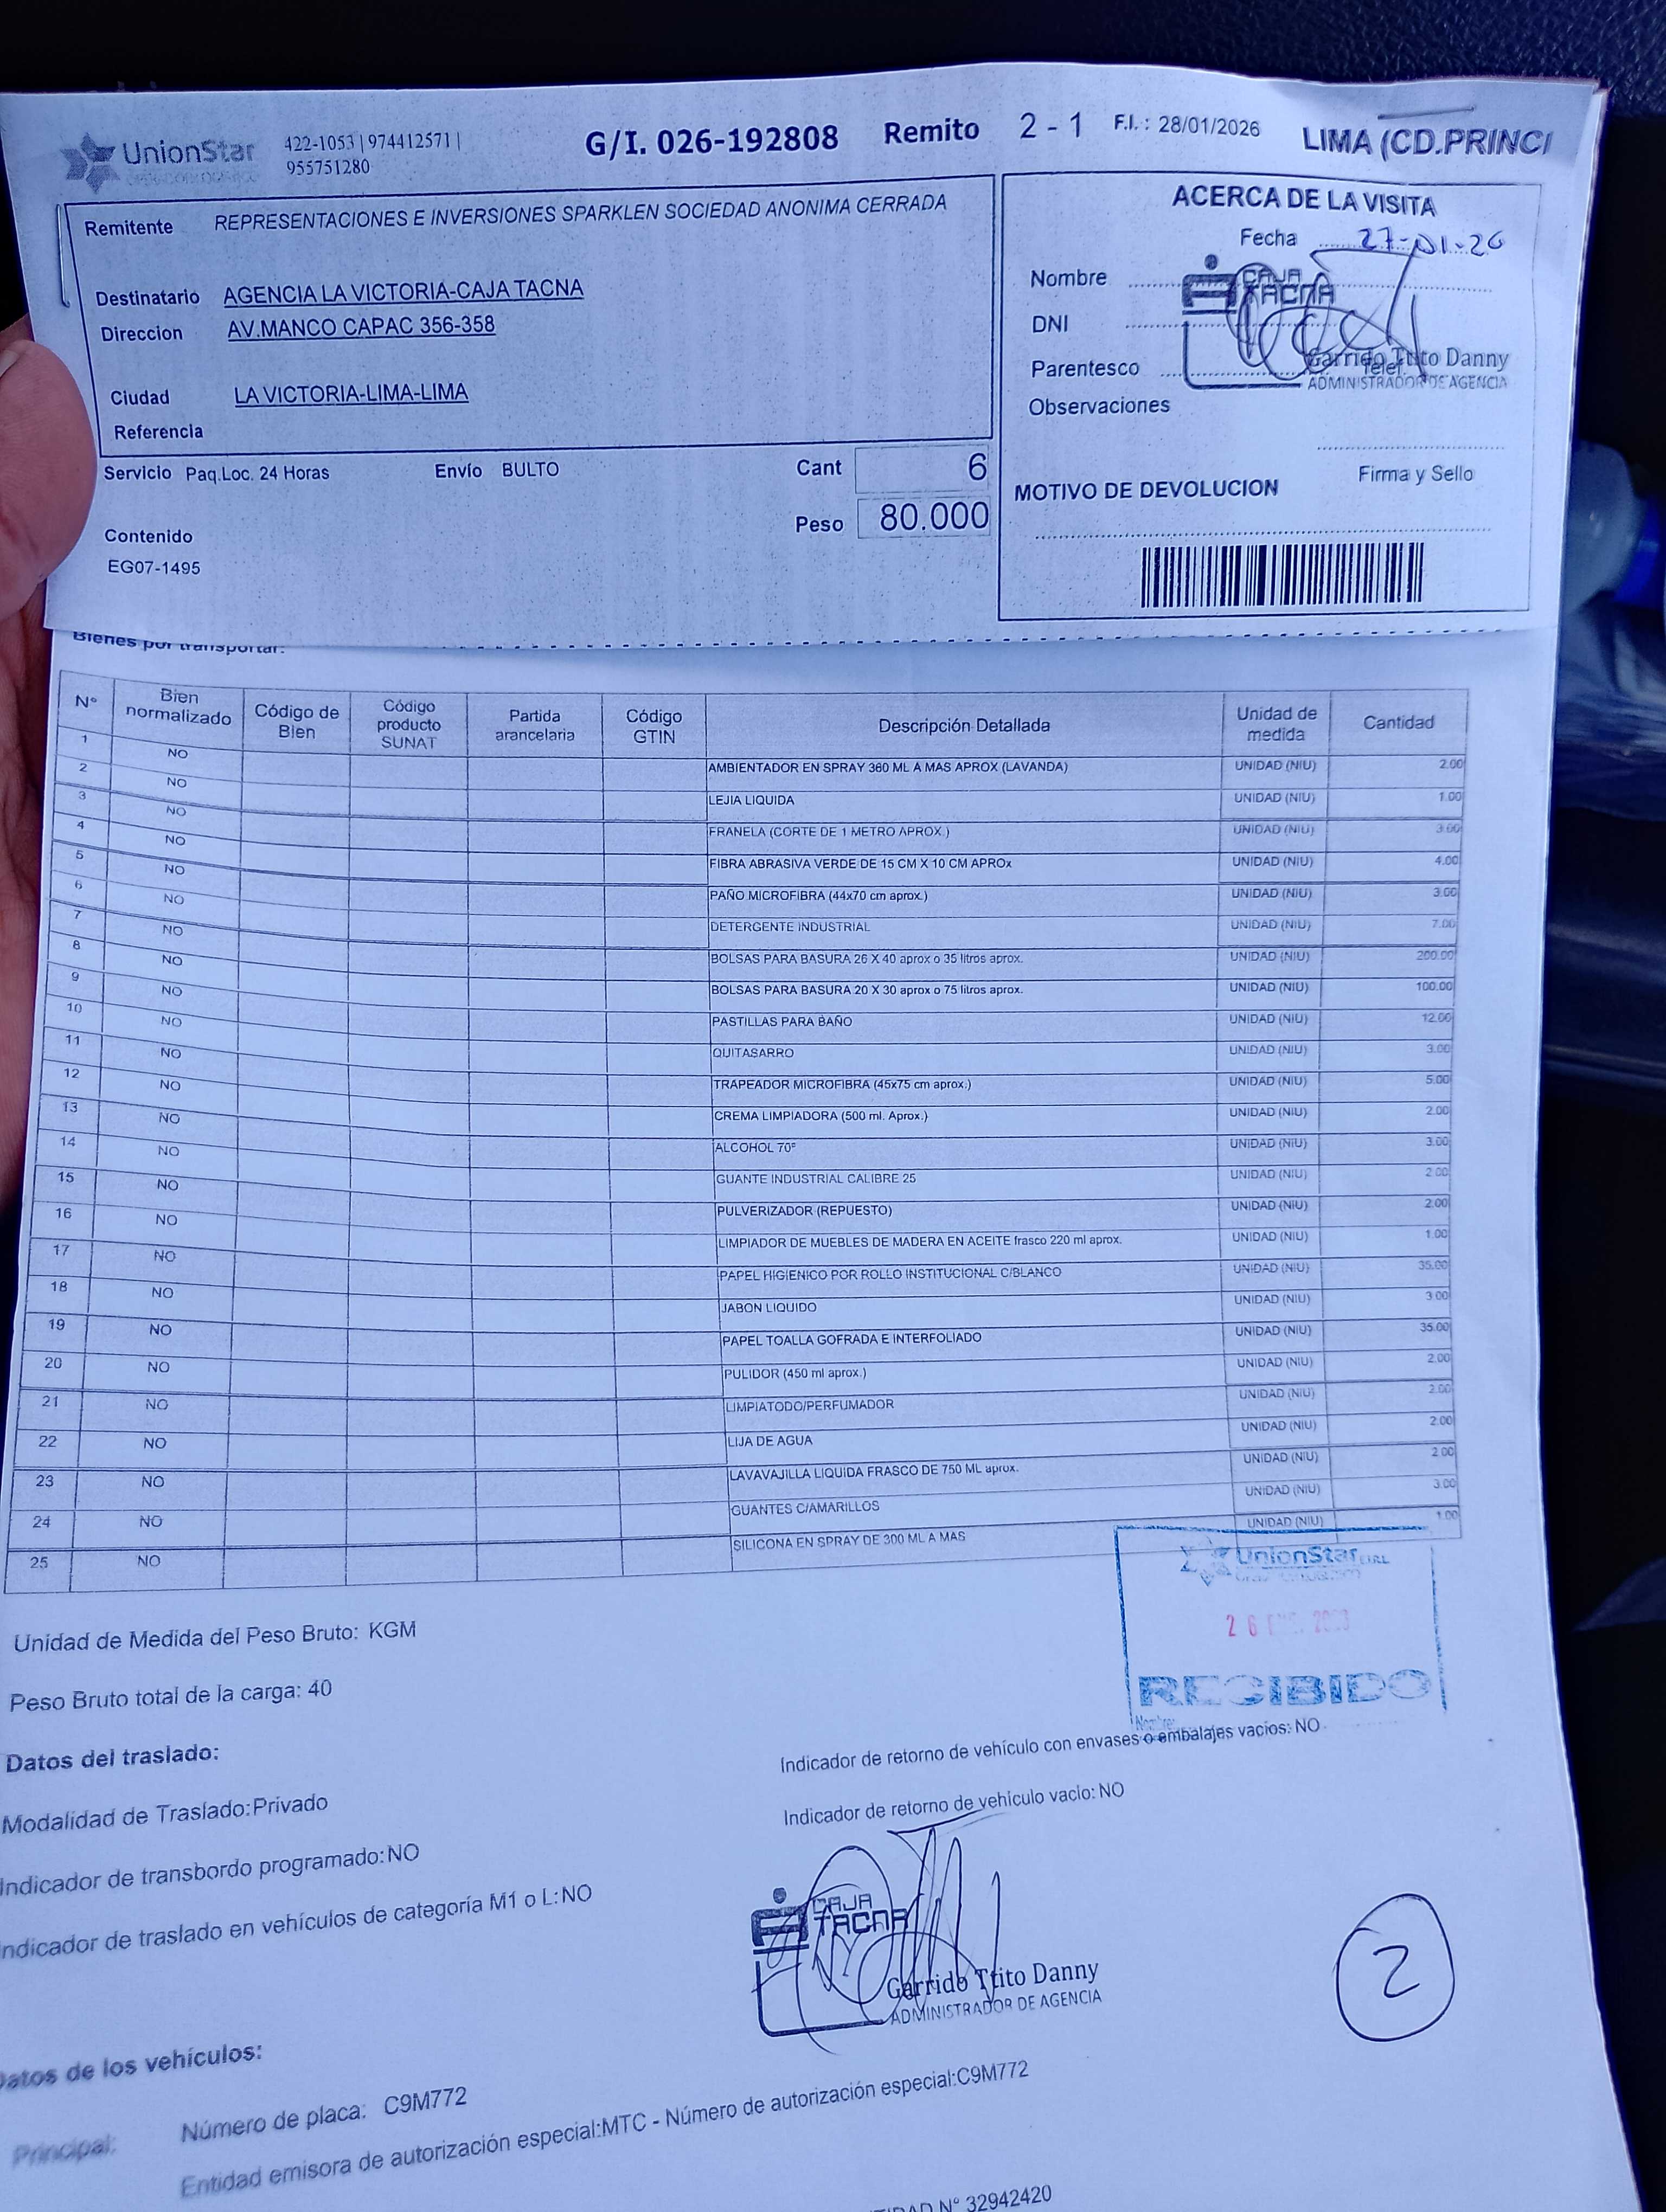 UnionStar
422-1053 | 974412571 |
955751280
G/I. 026-192808 Remito 2 - 1 F.I. : 28/01/2026 LIMA (CD.PRINCI
Remitente REPRESENTACIONES E INVERSIONES SPARKLEN SOCIEDAD ANONIMA CERRADA
Destinatario AGENCIA LA VICTORIA-CAJA TACNA
Direccion AV.MANCO CAPAC 356-358
Ciudad LA VICTORIA-LIMA-LIMA
Referencia
Servicio Paq.Loc. 24 Horas Envío BULTO Cant 6
Peso 80.000
Contenido
EG07-1495
ACERCA DE LA VISITA
Fecha 27-01-26
Nombre
DNI
Parentesco
Telef.
Observaciones
CAJA
TACNA
Garrido Ttito Danny
ADMINISTRADOR DE AGENCIA
Firma y Sello
MOTIVO DE DEVOLUCION
Bienes por transportar:
N° Bien normalizado Código de Bien Código producto SUNAT Partida arancelaria Código GTIN Descripción Detallada Unidad de medida Cantidad
1 NO AMBIENTADOR EN SPRAY 360 ML A MAS APROX (LAVANDA) UNIDAD (NIU) 2.00
2 NO LEJIA LIQUIDA UNIDAD (NIU) 1.00
3 NO FRANELA (CORTE DE 1 METRO APROX.) UNIDAD (NIU) 3.00
4 NO FIBRA ABRASIVA VERDE DE 15 CM X 10 CM APROx UNIDAD (NIU) 4.00
5 NO PAÑO MICROFIBRA (44x70 cm aprox.) UNIDAD (NIU) 3.00
6 NO DETERGENTE INDUSTRIAL UNIDAD (NIU) 7.00
7 NO BOLSAS PARA BASURA 26 X 40 aprox o 35 litros aprox. UNIDAD (NIU) 200.00
8 NO BOLSAS PARA BASURA 20 X 30 aprox o 75 litros aprox. UNIDAD (NIU) 100.00
9 NO PASTILLAS PARA BAÑO UNIDAD (NIU) 12.00
10 NO QUITASARRO UNIDAD (NIU) 3.00
11 NO TRAPEADOR MICROFIBRA (45x75 cm aprox.) UNIDAD (NIU) 5.00
12 NO CREMA LIMPIADORA (500 ml. Aprox.) UNIDAD (NIU) 2.00
13 NO ALCOHOL 70° UNIDAD (NIU) 3.00
14 NO GUANTE INDUSTRIAL CALIBRE 25 UNIDAD (NIU) 2.00
15 NO PULVERIZADOR (REPUESTO) UNIDAD (NIU) 2.00
16 NO LIMPIADOR DE MUEBLES DE MADERA EN ACEITE frasco 220 ml aprox. UNIDAD (NIU) 1.00
17 NO PAPEL HIGIENICO POR ROLLO INSTITUCIONAL C/BLANCO UNIDAD (NIU) 35.00
18 NO JABON LIQUIDO UNIDAD (NIU) 3.00
19 NO PAPEL TOALLA GOFRADA E INTERFOLIADO UNIDAD (NIU) 35.00
20 NO PULIDOR (450 ml aprox.) UNIDAD (NIU) 2.00
21 NO LIMPIATODO/PERFUMADOR UNIDAD (NIU) 2.00
22 NO LIJA DE AGUA UNIDAD (NIU) 2.00
23 NO LAVAVAJILLA LIQUIDA FRASCO DE 750 ML aprox. UNIDAD (NIU) 2.00
24 NO GUANTES C/AMARILLOS UNIDAD (NIU) 3.00
25 NO SILICONA EN SPRAY DE 300 ML A MAS UNIDAD (NIU) 1.00
UnionStar
26
RECIBIDO
Nombre:
Unidad de Medida del Peso Bruto: KGM
Peso Bruto total de la carga: 40
Datos del traslado:
Indicador de retorno de vehículo con envases o embalajes vacíos: NO
Modalidad de Traslado:Privado
Indicador de retorno de vehículo vacío: NO
Indicador de transbordo programado:NO
Indicador de traslado en vehículos de categoría M1 o L:NO
CAJA
TACNA
Garrido Ttito Danny
ADMINISTRADOR DE AGENCIA
2
Datos de los vehículos:
Principal: Número de placa: C9M772
Entidad emisora de autorización especial:MTC - Número de autorización especial:C9M772
N° 32942420